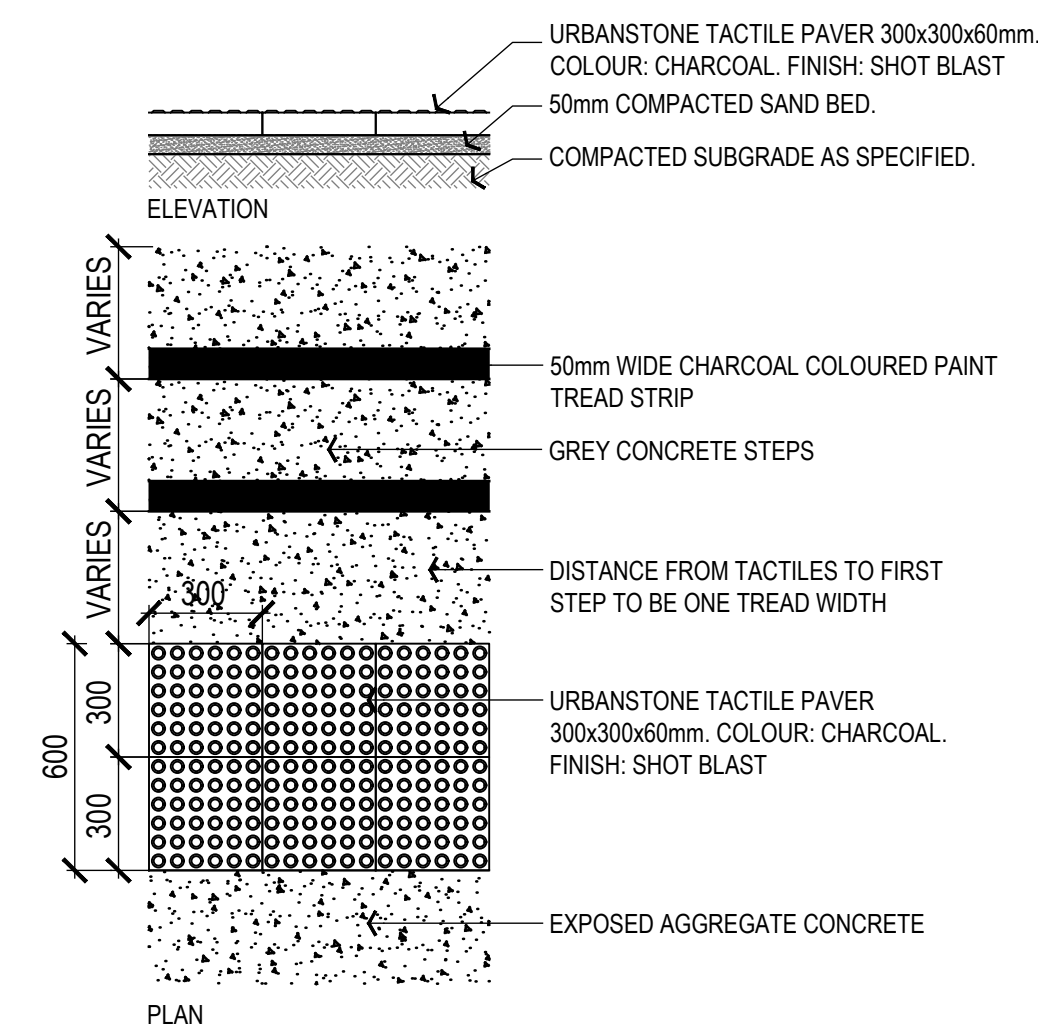 URBANSTONE TACTILE PAVER 300x300x60mm.
COLOUR: CHARCOAL. FINISH: SHOT BLAST
50mm COMPACTED SAND BED.
COMPACTED SUBGRADE AS SPECIFIED.
ELEVATION
VARIES
50mm WIDE CHARCOAL COLOURED PAINT
TREAD STRIP
VARIES
GREY CONCRETE STEPS
VARIES
DISTANCE FROM TACTILES TO FIRST
STEP TO BE ONE TREAD WIDTH
300
600
300
300
URBANSTONE TACTILE PAVER
300x300x60mm. COLOUR: CHARCOAL.
FINISH: SHOT BLAST
EXPOSED AGGREGATE CONCRETE
PLAN